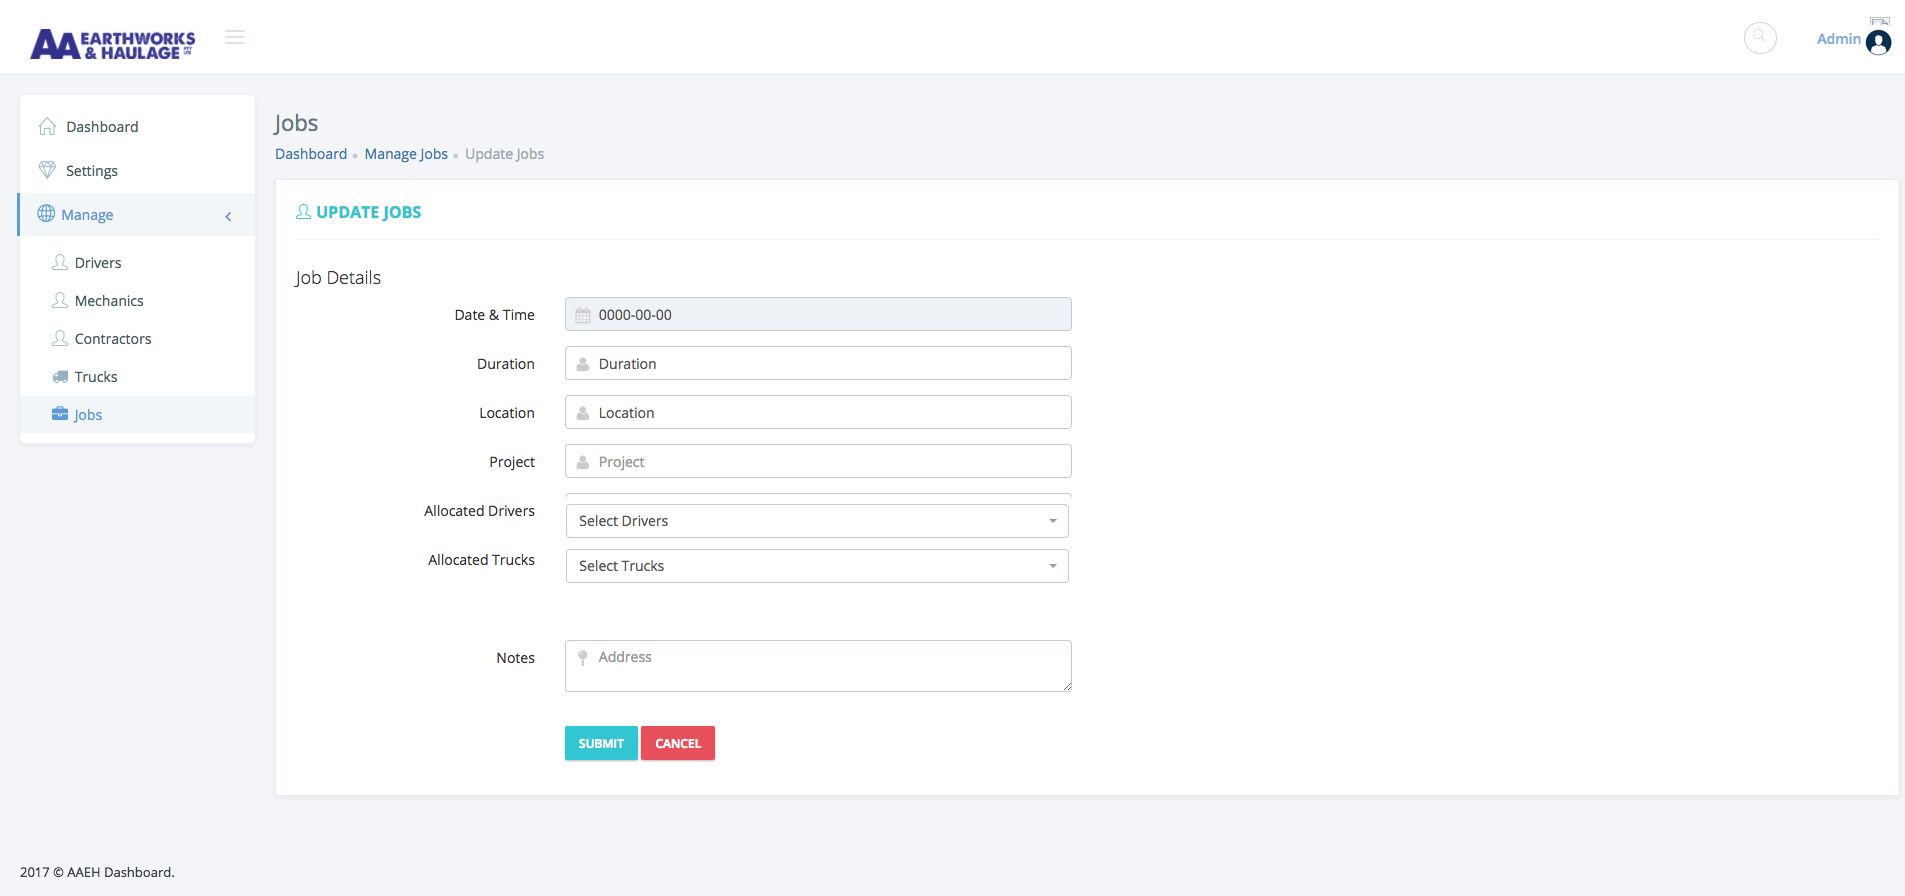 AA EARTHWORKS
& HAULAGE PTY LTD
Admin
Dashboard
Settings
Manage
Drivers
Mechanics
Contractors
Trucks
Jobs
Jobs
Dashboard Manage Jobs Update Jobs
UPDATE JOBS
Job Details
Date & Time 0000-00-00
Duration Duration
Location Location
Project Project
Allocated Drivers Select Drivers
Allocated Trucks Select Trucks
Notes Address
SUBMIT CANCEL
2017 © AAEH Dashboard.